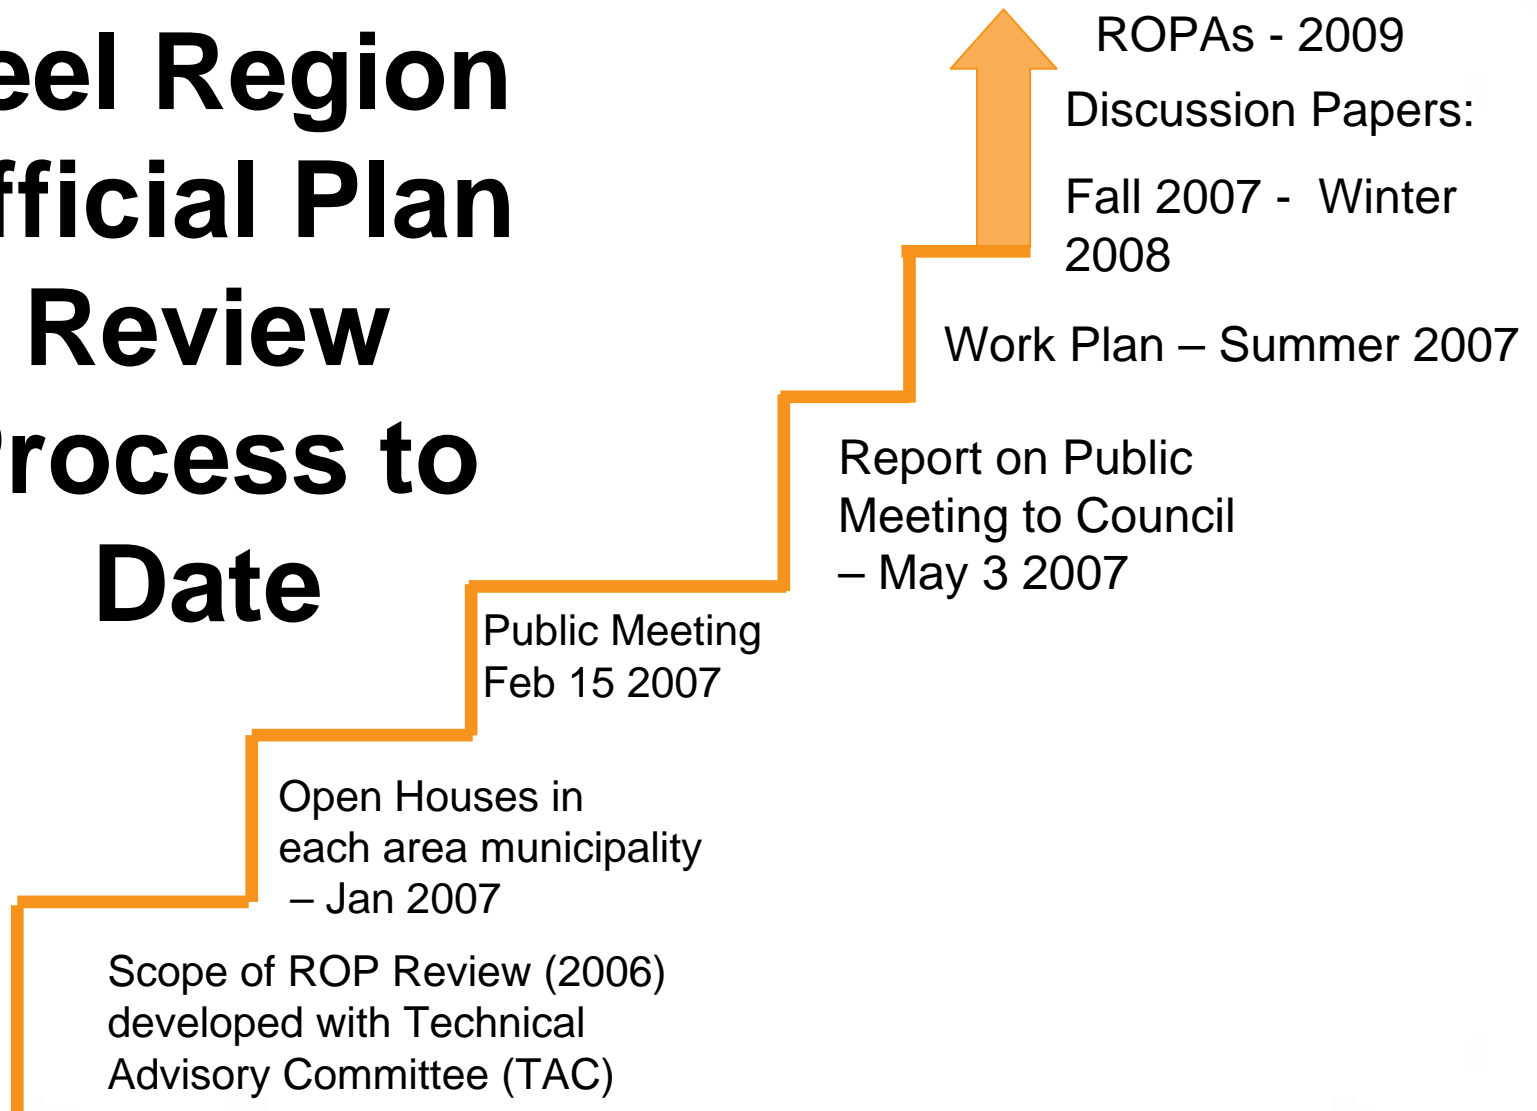 eel Region
fficial Plan
Review
Process to
Date
ROPAs - 2009
Discussion Papers:
Fall 2007 - Winter
2008
Work Plan – Summer 2007
Report on Public
Meeting to Council
– May 3 2007
Public Meeting
Feb 15 2007
Open Houses in
each area municipality
– Jan 2007
Scope of ROP Review (2006)
developed with Technical
Advisory Committee (TAC)